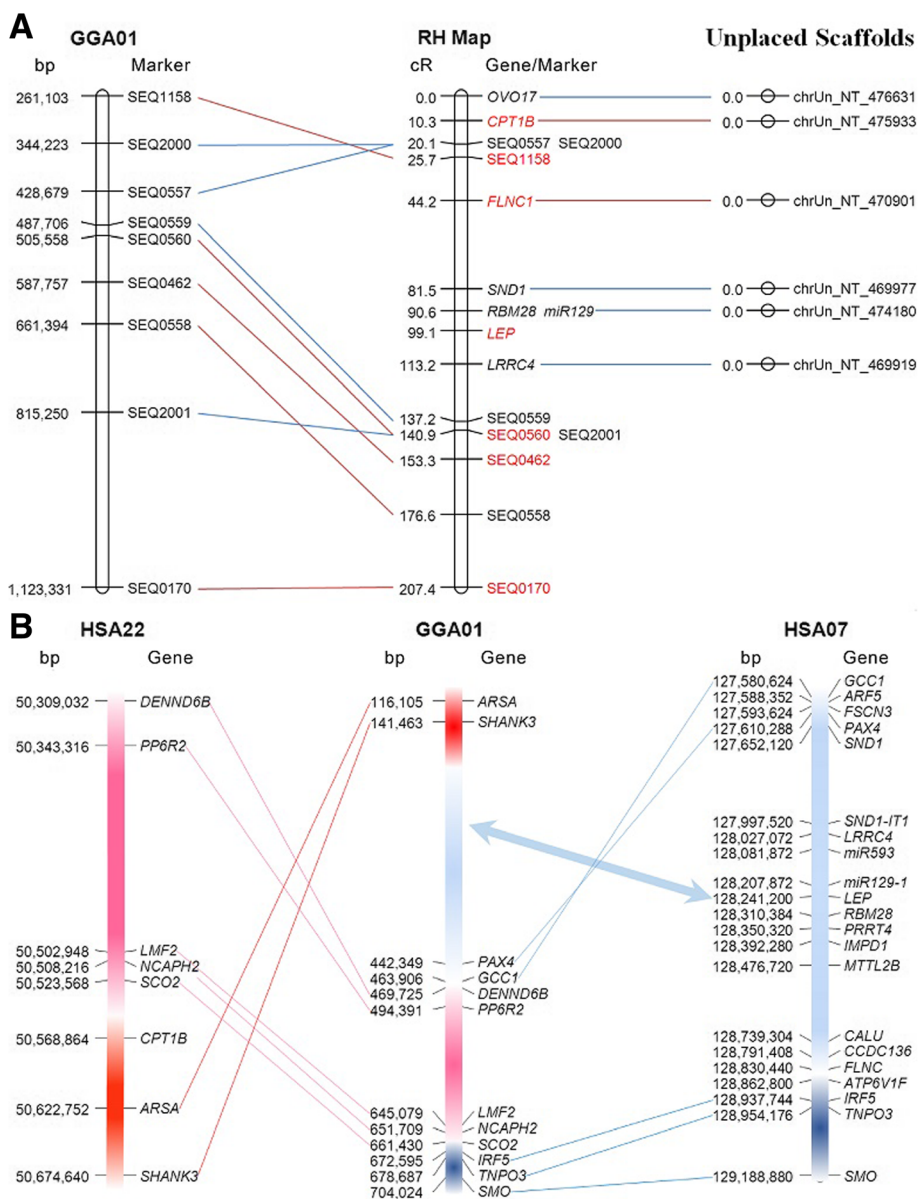 A
GGA01
bp Marker
261,103 SEQ1158
344,223 SEQ2000
428,679 SEQ0557
487,706 SEQ0559
505,558 SEQ0560
587,757 SEQ0462
661,394 SEQ0558
815,250 SEQ2001
1,123,331 SEQ0170
RH Map
cR Gene/Marker
0.0 OVO17
10.3 CPT1B
20.1 SEQ0557 SEQ2000
25.7 SEQ1158
44.2 FLNC1
81.5 SND1
90.6 RBM28 miR129
99.1 LEP
113.2 LRRC4
137.2 SEQ0559
140.9 SEQ0560 SEQ2001
153.3 SEQ0462
176.6 SEQ0558
207.4 SEQ0170
Unplaced Scaffolds
0.0 chrUn_NT_476631
0.0 chrUn_NT_475933
0.0 chrUn_NT_470901
0.0 chrUn_NT_469977
0.0 chrUn_NT_474180
0.0 chrUn_NT_469919
B
HSA22
bp Gene
50,309,032 DENND6B
50,343,316 PP6R2
50,502,948 LMF2
50,508,216 NCAPH2
50,523,568 SCO2
50,568,864 CPT1B
50,622,752 ARSA
50,674,640 SHANK3
GGA01
bp Gene
116,105 ARSA
141,463 SHANK3
442,349 PAX4
463,906 GCC1
469,725 DENND6B
494,391 PP6R2
645,079 LMF2
651,709 NCAPH2
661,430 SCO2
672,595 IRF5
678,687 TNPO3
704,024 SMO
HSA07
bp Gene
127,580,624 GCC1
127,588,352 ARF5
127,593,624 FSCN3
127,610,288 PAX4
127,652,120 SND1
127,997,520 SND1-IT1
128,027,072 LRRC4
128,081,872 miR593
128,207,872 miR129-1
128,241,200 LEP
128,310,384 RBM28
128,350,320 PRRT4
128,392,280 IMPD1
128,476,720 MTTL2B
128,739,304 CALU
128,791,408 CCDC136
128,830,440 FLNC
128,862,800 ATP6V1F
128,937,744 IRF5
128,954,176 TNPO3
129,188,880 SMO